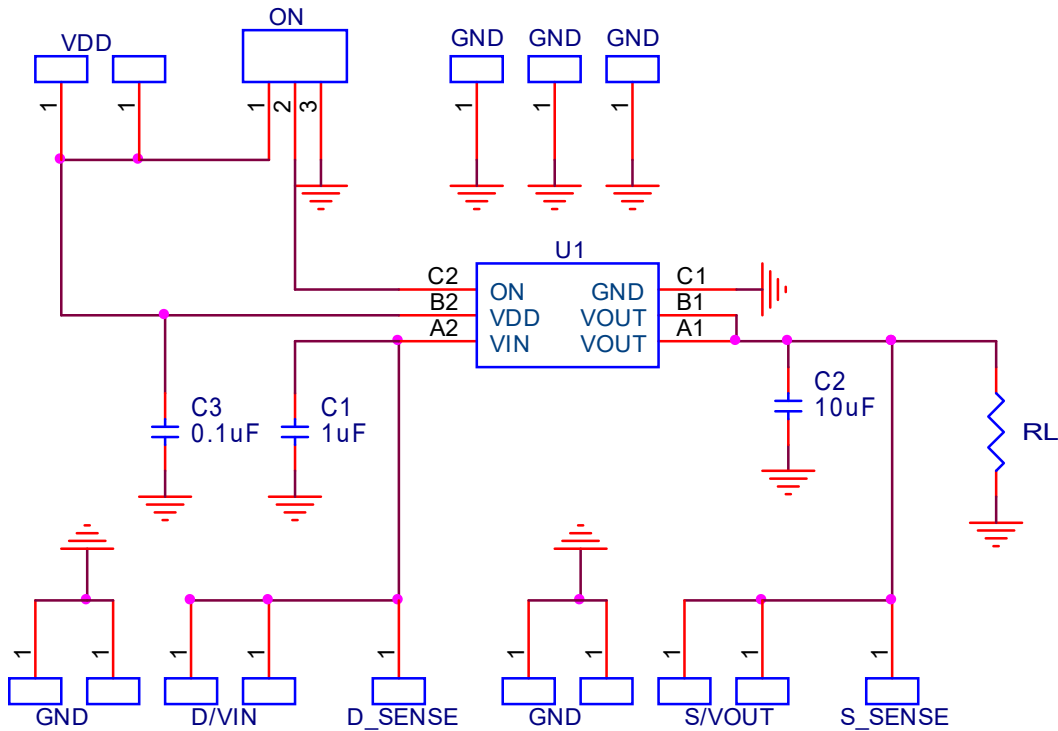 ON
VDD
GND GND GND
1 1 1 2 3 1 1 1
U1
C2 ON GND C1
B2 VDD VOUT B1
A2 VIN VOUT A1
C3
0.1uF
C1
1uF
C2
10uF
RL
1 1 1 1 1 1 1 1 1 1
GND D/VIN D_SENSE GND S/VOUT S_SENSE